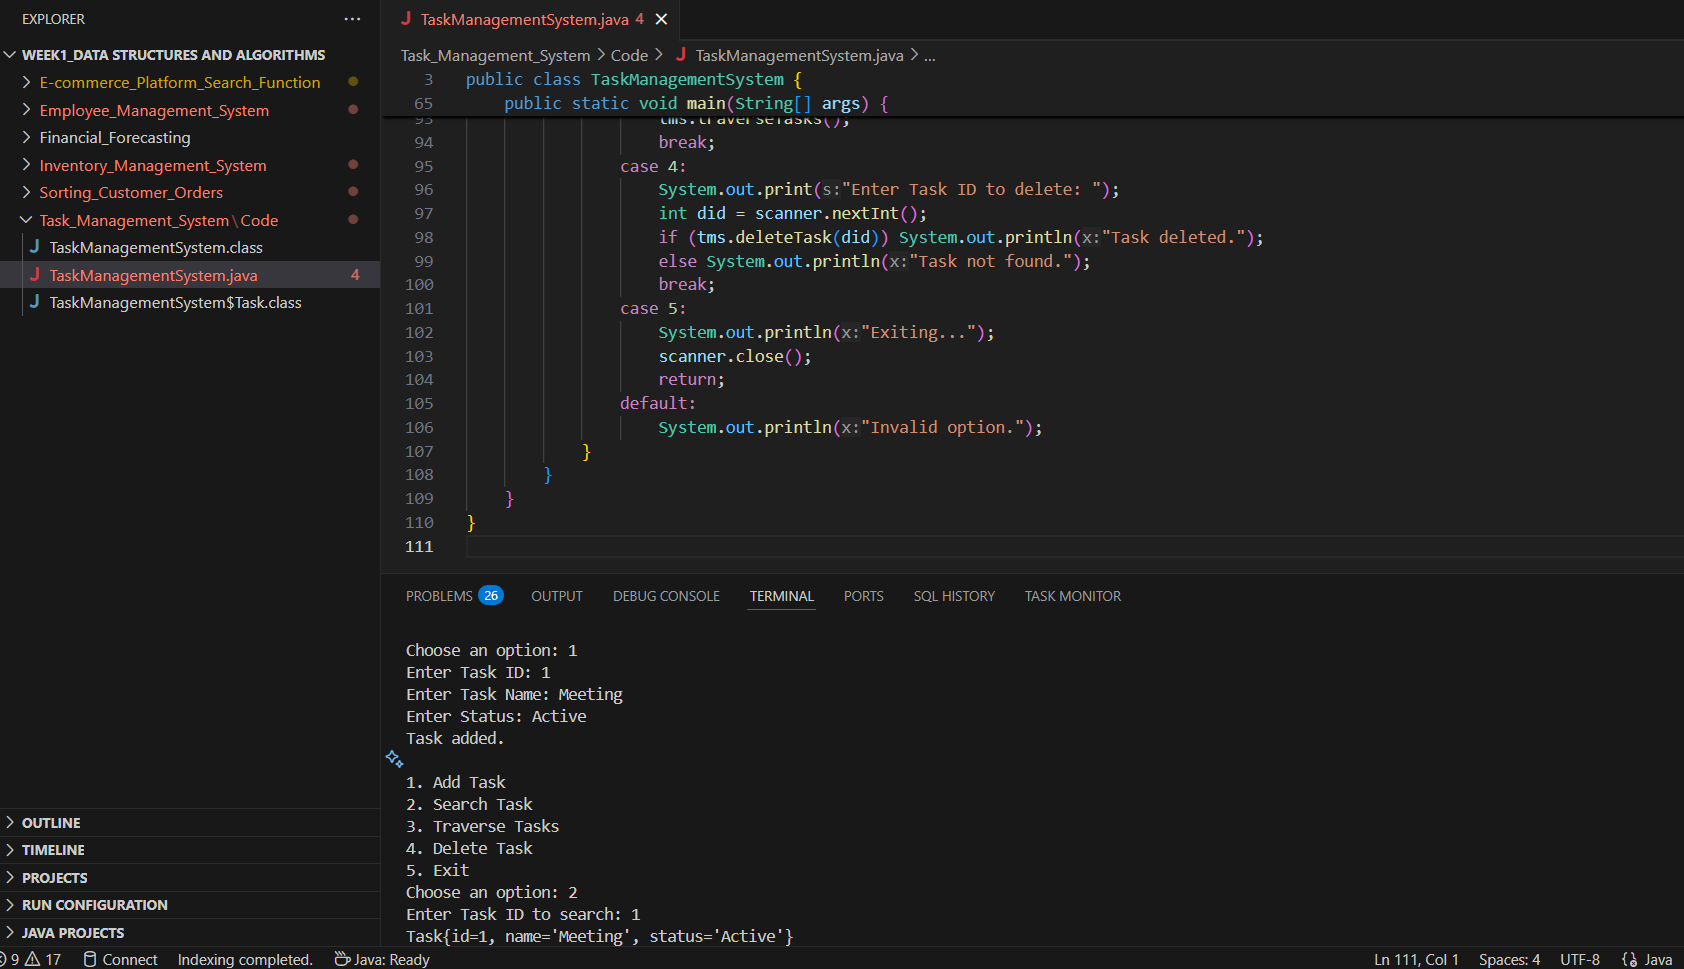 EXPLORER
WEEK1_DATA STRUCTURES AND ALGORITHMS
E-commerce_Platform_Search_Function
Employee_Management_System
Financial_Forecasting
Inventory_Management_System
Sorting_Customer_Orders
Task_Management_System\Code
TaskManagementSystem.class
TaskManagementSystem.java 4
TaskManagementSystem$Task.class
OUTLINE
TIMELINE
PROJECTS
RUN CONFIGURATION
JAVA PROJECTS
TaskManagementSystem.java 4
Task_Management_System > Code > TaskManagementSystem.java > ...
3 public class TaskManagementSystem {
65 public static void main(String[] args) {
93 tms.traverseTasks();
94 break;
95 case 4:
96 System.out.print(s:"Enter Task ID to delete: ");
97 int did = scanner.nextInt();
98 if (tms.deleteTask(did)) System.out.println(x:"Task deleted.");
99 else System.out.println(x:"Task not found.");
100 break;
101 case 5:
102 System.out.println(x:"Exiting...");
103 scanner.close();
104 return;
105 default:
106 System.out.println(x:"Invalid option.");
107 }
108 }
109 }
110 }
111
PROBLEMS 26 OUTPUT DEBUG CONSOLE TERMINAL PORTS SQL HISTORY TASK MONITOR
Choose an option: 1
Enter Task ID: 1
Enter Task Name: Meeting
Enter Status: Active
Task added.
1. Add Task
2. Search Task
3. Traverse Tasks
4. Delete Task
5. Exit
Choose an option: 2
Enter Task ID to search: 1
Task{id=1, name='Meeting', status='Active'}
9 17 Connect Indexing completed. Java: Ready Ln 111, Col 1 Spaces: 4 UTF-8 Java